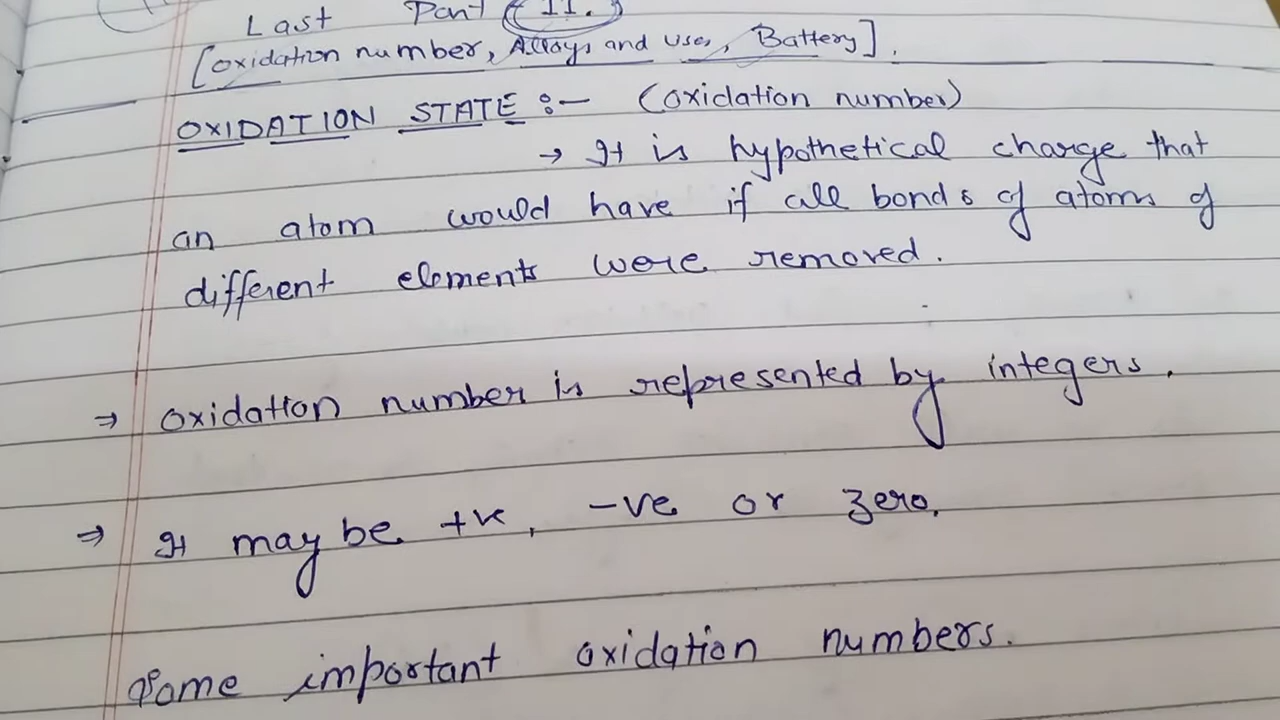 Last Part (II.)
[Oxidation number, Alloys and uses, Battery].
OXIDATION STATE :- (Oxidation number)
→ It is hypothetical charge that
an atom would have if all bonds of atoms of
different elements were removed.
⇒ Oxidation number is represented by integers.
⇒ It may be +ve, -ve or zero.
Some important oxidation numbers.